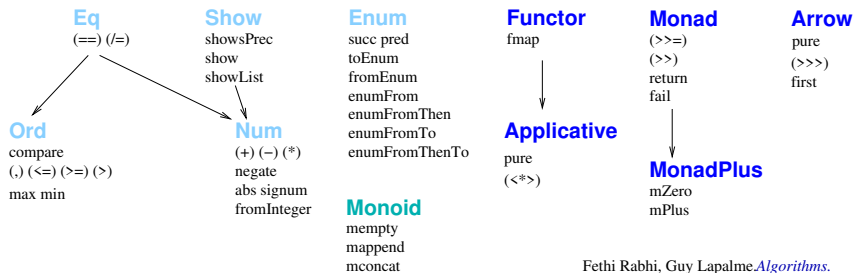 Eq
(==) (/=)
Show
showsPrec
show
showList
Enum
succ pred
toEnum
fromEnum
enumFrom
enumFromThen
enumFromTo
enumFromThenTo
Functor
fmap
Monad
(>>=)
(>>)
return
fail
Arrow
pure
(>>>)
first
Ord
compare
(,) (<=) (>=) (>)
max min
Num
(+) (−) (*)
negate
abs signum
fromInteger
Applicative
pure
(<*>)
MonadPlus
mZero
mPlus
Monoid
mempty
mappend
mconcat
Fethi Rabhi, Guy Lapalme.Algorithms.